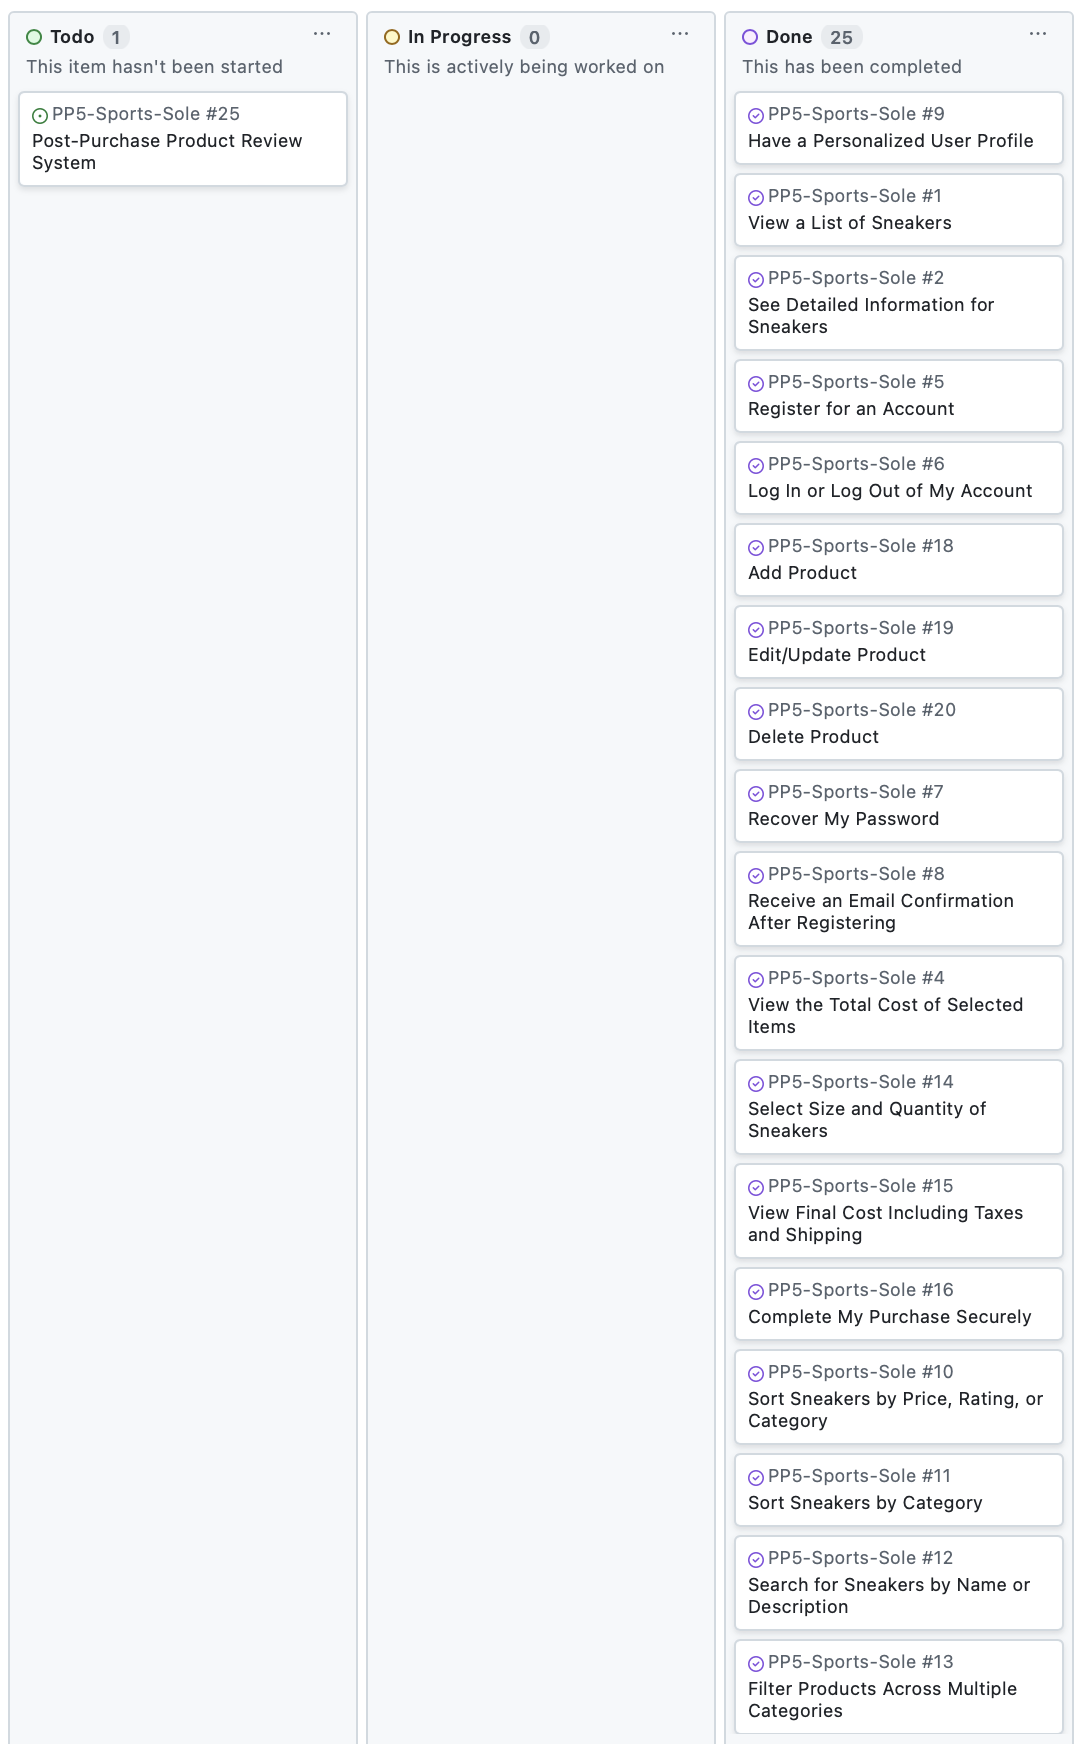 Todo 1
This item hasn't been started
PP5-Sports-Sole #25
Post-Purchase Product Review
System
In Progress 0
This is actively being worked on
Done 25
This has been completed
PP5-Sports-Sole #9
Have a Personalized User Profile
PP5-Sports-Sole #1
View a List of Sneakers
PP5-Sports-Sole #2
See Detailed Information for
Sneakers
PP5-Sports-Sole #5
Register for an Account
PP5-Sports-Sole #6
Log In or Log Out of My Account
PP5-Sports-Sole #18
Add Product
PP5-Sports-Sole #19
Edit/Update Product
PP5-Sports-Sole #20
Delete Product
PP5-Sports-Sole #7
Recover My Password
PP5-Sports-Sole #8
Receive an Email Confirmation
After Registering
PP5-Sports-Sole #4
View the Total Cost of Selected
Items
PP5-Sports-Sole #14
Select Size and Quantity of
Sneakers
PP5-Sports-Sole #15
View Final Cost Including Taxes
and Shipping
PP5-Sports-Sole #16
Complete My Purchase Securely
PP5-Sports-Sole #10
Sort Sneakers by Price, Rating, or
Category
PP5-Sports-Sole #11
Sort Sneakers by Category
PP5-Sports-Sole #12
Search for Sneakers by Name or
Description
PP5-Sports-Sole #13
Filter Products Across Multiple
Categories